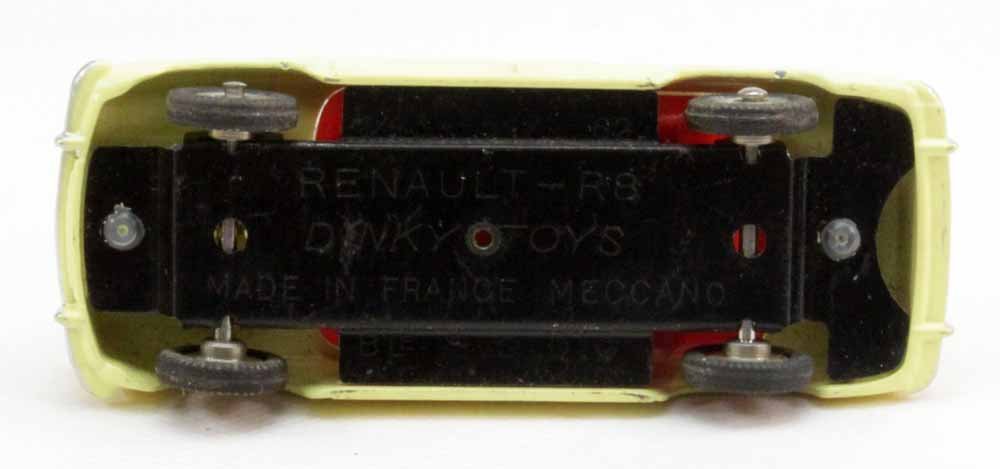 RENAULT-R8
DINKY TOYS
MADE IN FRANCE MECCANO